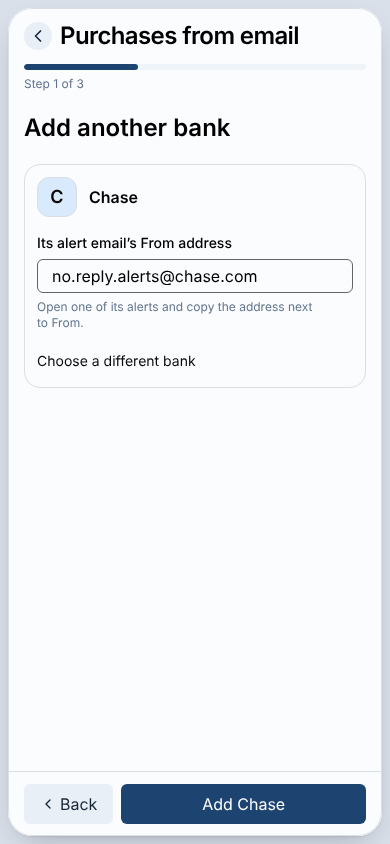 Purchases from email
Step 1 of 3
Add another bank
C
Chase
Its alert email’s From address
no.reply.alerts@chase.com
Open one of its alerts and copy the address next
to From.
Choose a different bank
Back
Add Chase